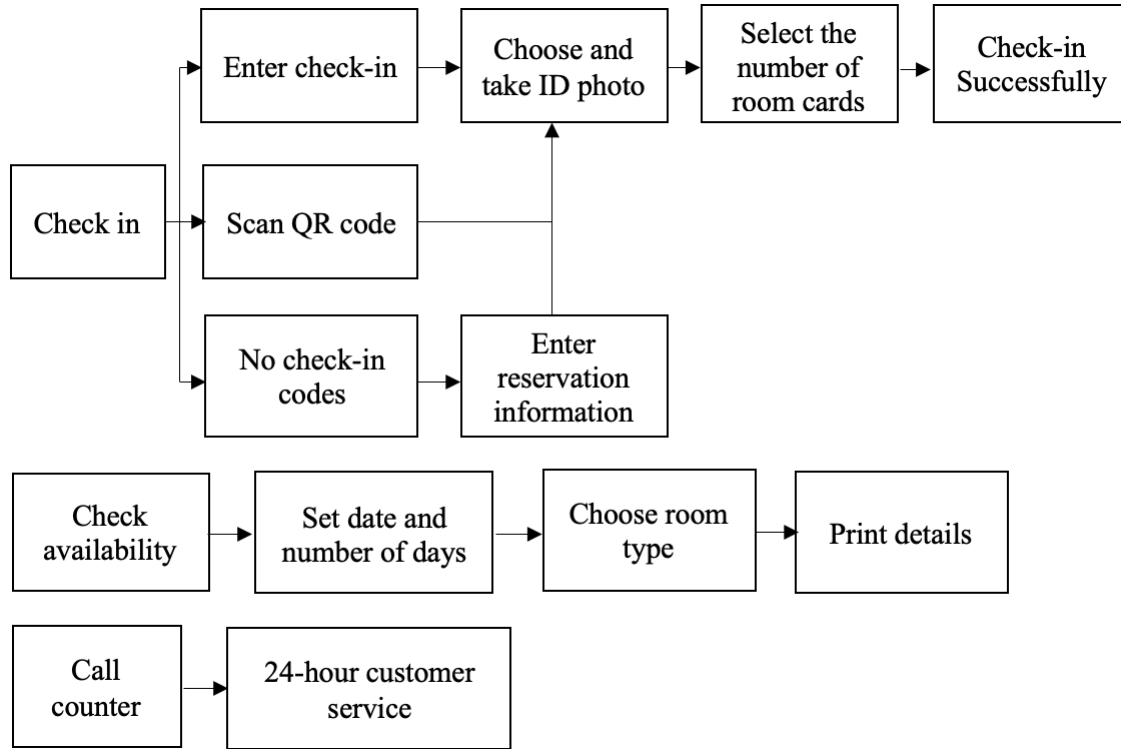 Enter check-in
Choose and
take ID photo
Select the
number of
room cards
Check-in
Successfully
Check in
Scan QR code
No check-in
codes
Enter
reservation
information
Check
availability
Set date and
number of days
Choose room
type
Print details
Call
counter
24-hour customer
service